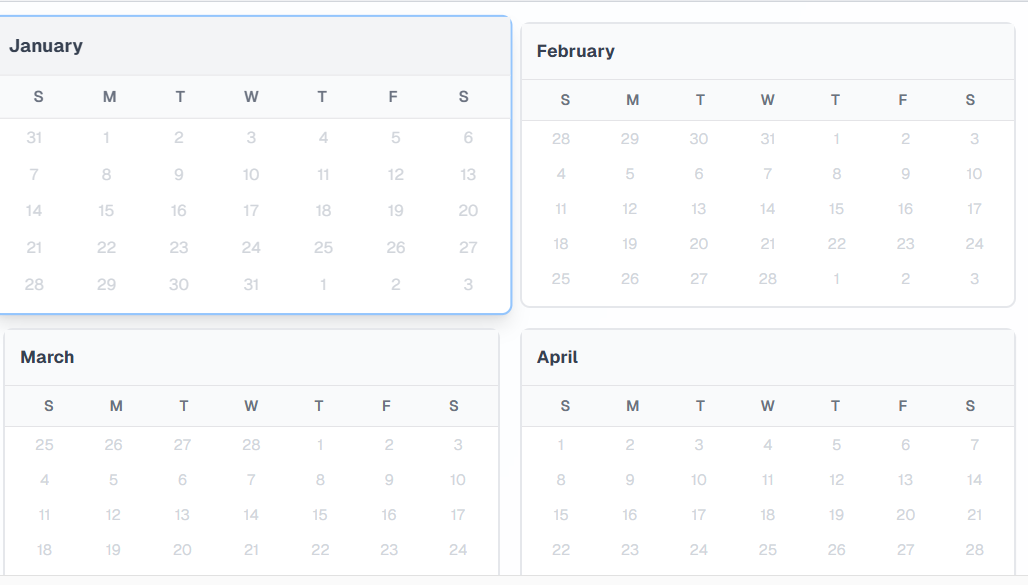 January
S M T W T F S
31 1 2 3 4 5 6
7 8 9 10 11 12 13
14 15 16 17 18 19 20
21 22 23 24 25 26 27
28 29 30 31 1 2 3
February
S M T W T F S
28 29 30 31 1 2 3
4 5 6 7 8 9 10
11 12 13 14 15 16 17
18 19 20 21 22 23 24
25 26 27 28 1 2 3
March
S M T W T F S
25 26 27 28 1 2 3
4 5 6 7 8 9 10
11 12 13 14 15 16 17
18 19 20 21 22 23 24
April
S M T W T F S
1 2 3 4 5 6 7
8 9 10 11 12 13 14
15 16 17 18 19 20 21
22 23 24 25 26 27 28